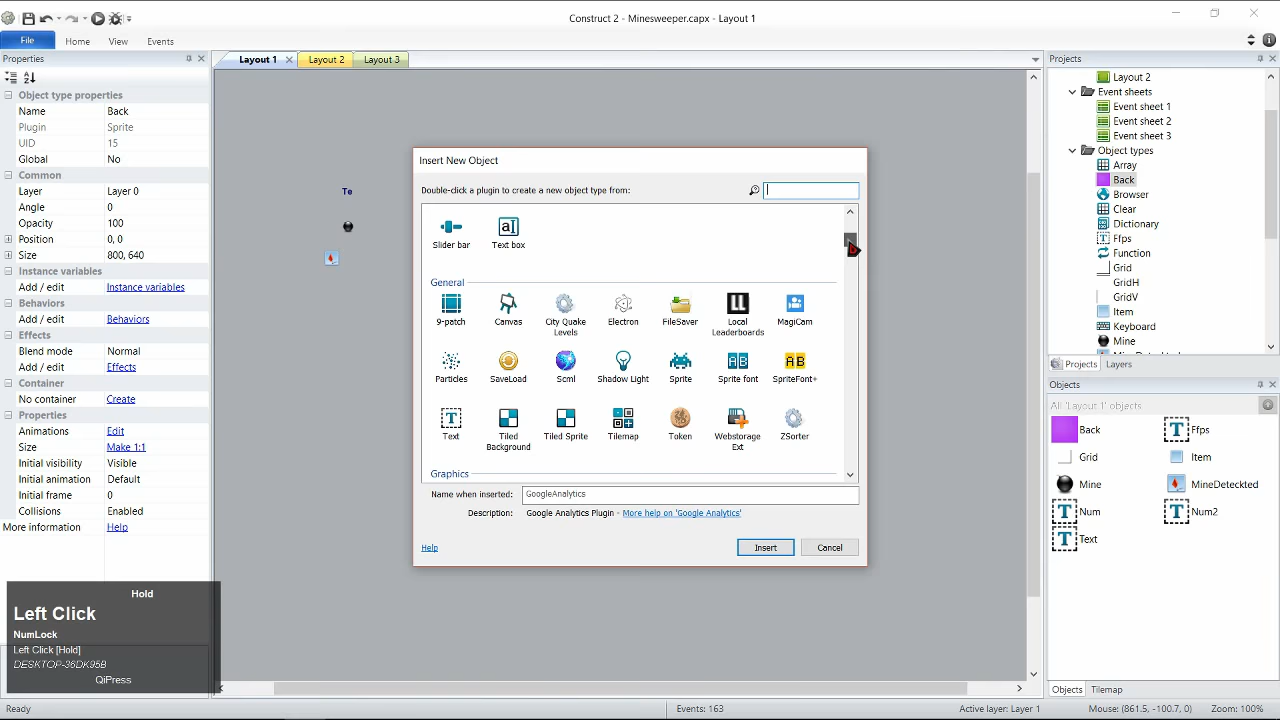 Construct 2 - Minesweeper.capx - Layout 1
File Home View Events
Properties
Object type properties
Name Back
Plugin Sprite
UID 15
Global No
Common
Layer Layer 0
Angle 0
Opacity 100
Position 0, 0
Size 800, 640
Instance variables
Add / edit Instance variables
Behaviors
Add / edit Behaviors
Effects
Blend mode Normal
Add / edit Effects
Container
No container Create
Properties
Animations Edit
Size Make 1:1
Initial visibility Visible
Initial animation Default
Initial frame 0
Collisions Enabled
More information Help
Hold
Left Click
NumLock
Left Click [Hold]
DESKTOP-36DK95B
QiPress
Layout 1 Layout 2 Layout 3
Te
Insert New Object
Double-click a plugin to create a new object type from:
Slider bar Text box
General
9-patch Canvas City Quake Levels Electron FileSaver Local Leaderboards MagiCam
Particles SaveLoad Scml Shadow Light Sprite Sprite font SpriteFont+
Text Tiled Background Tiled Sprite Tilemap Token Webstorage Ext ZSorter
Graphics
Name when inserted: GoogleAnalytics
Description: Google Analytics Plugin - More help on 'Google Analytics'
Help Insert Cancel
Projects
Layout 2
Event sheets
Event sheet 1
Event sheet 2
Event sheet 3
Object types
Array
Back
Browser
Clear
Dictionary
Ffps
Function
Grid
GridH
GridV
Item
Keyboard
Mine
Projects Layers
Objects
All 'Layout 1' objects
Back Ffps
Grid Item
Mine MineDeteckted
Num Num2
Text
Objects Tilemap
Ready Events: 163 Active layer: Layer 1 Mouse: (861.5, -100.7, 0) Zoom: 100%